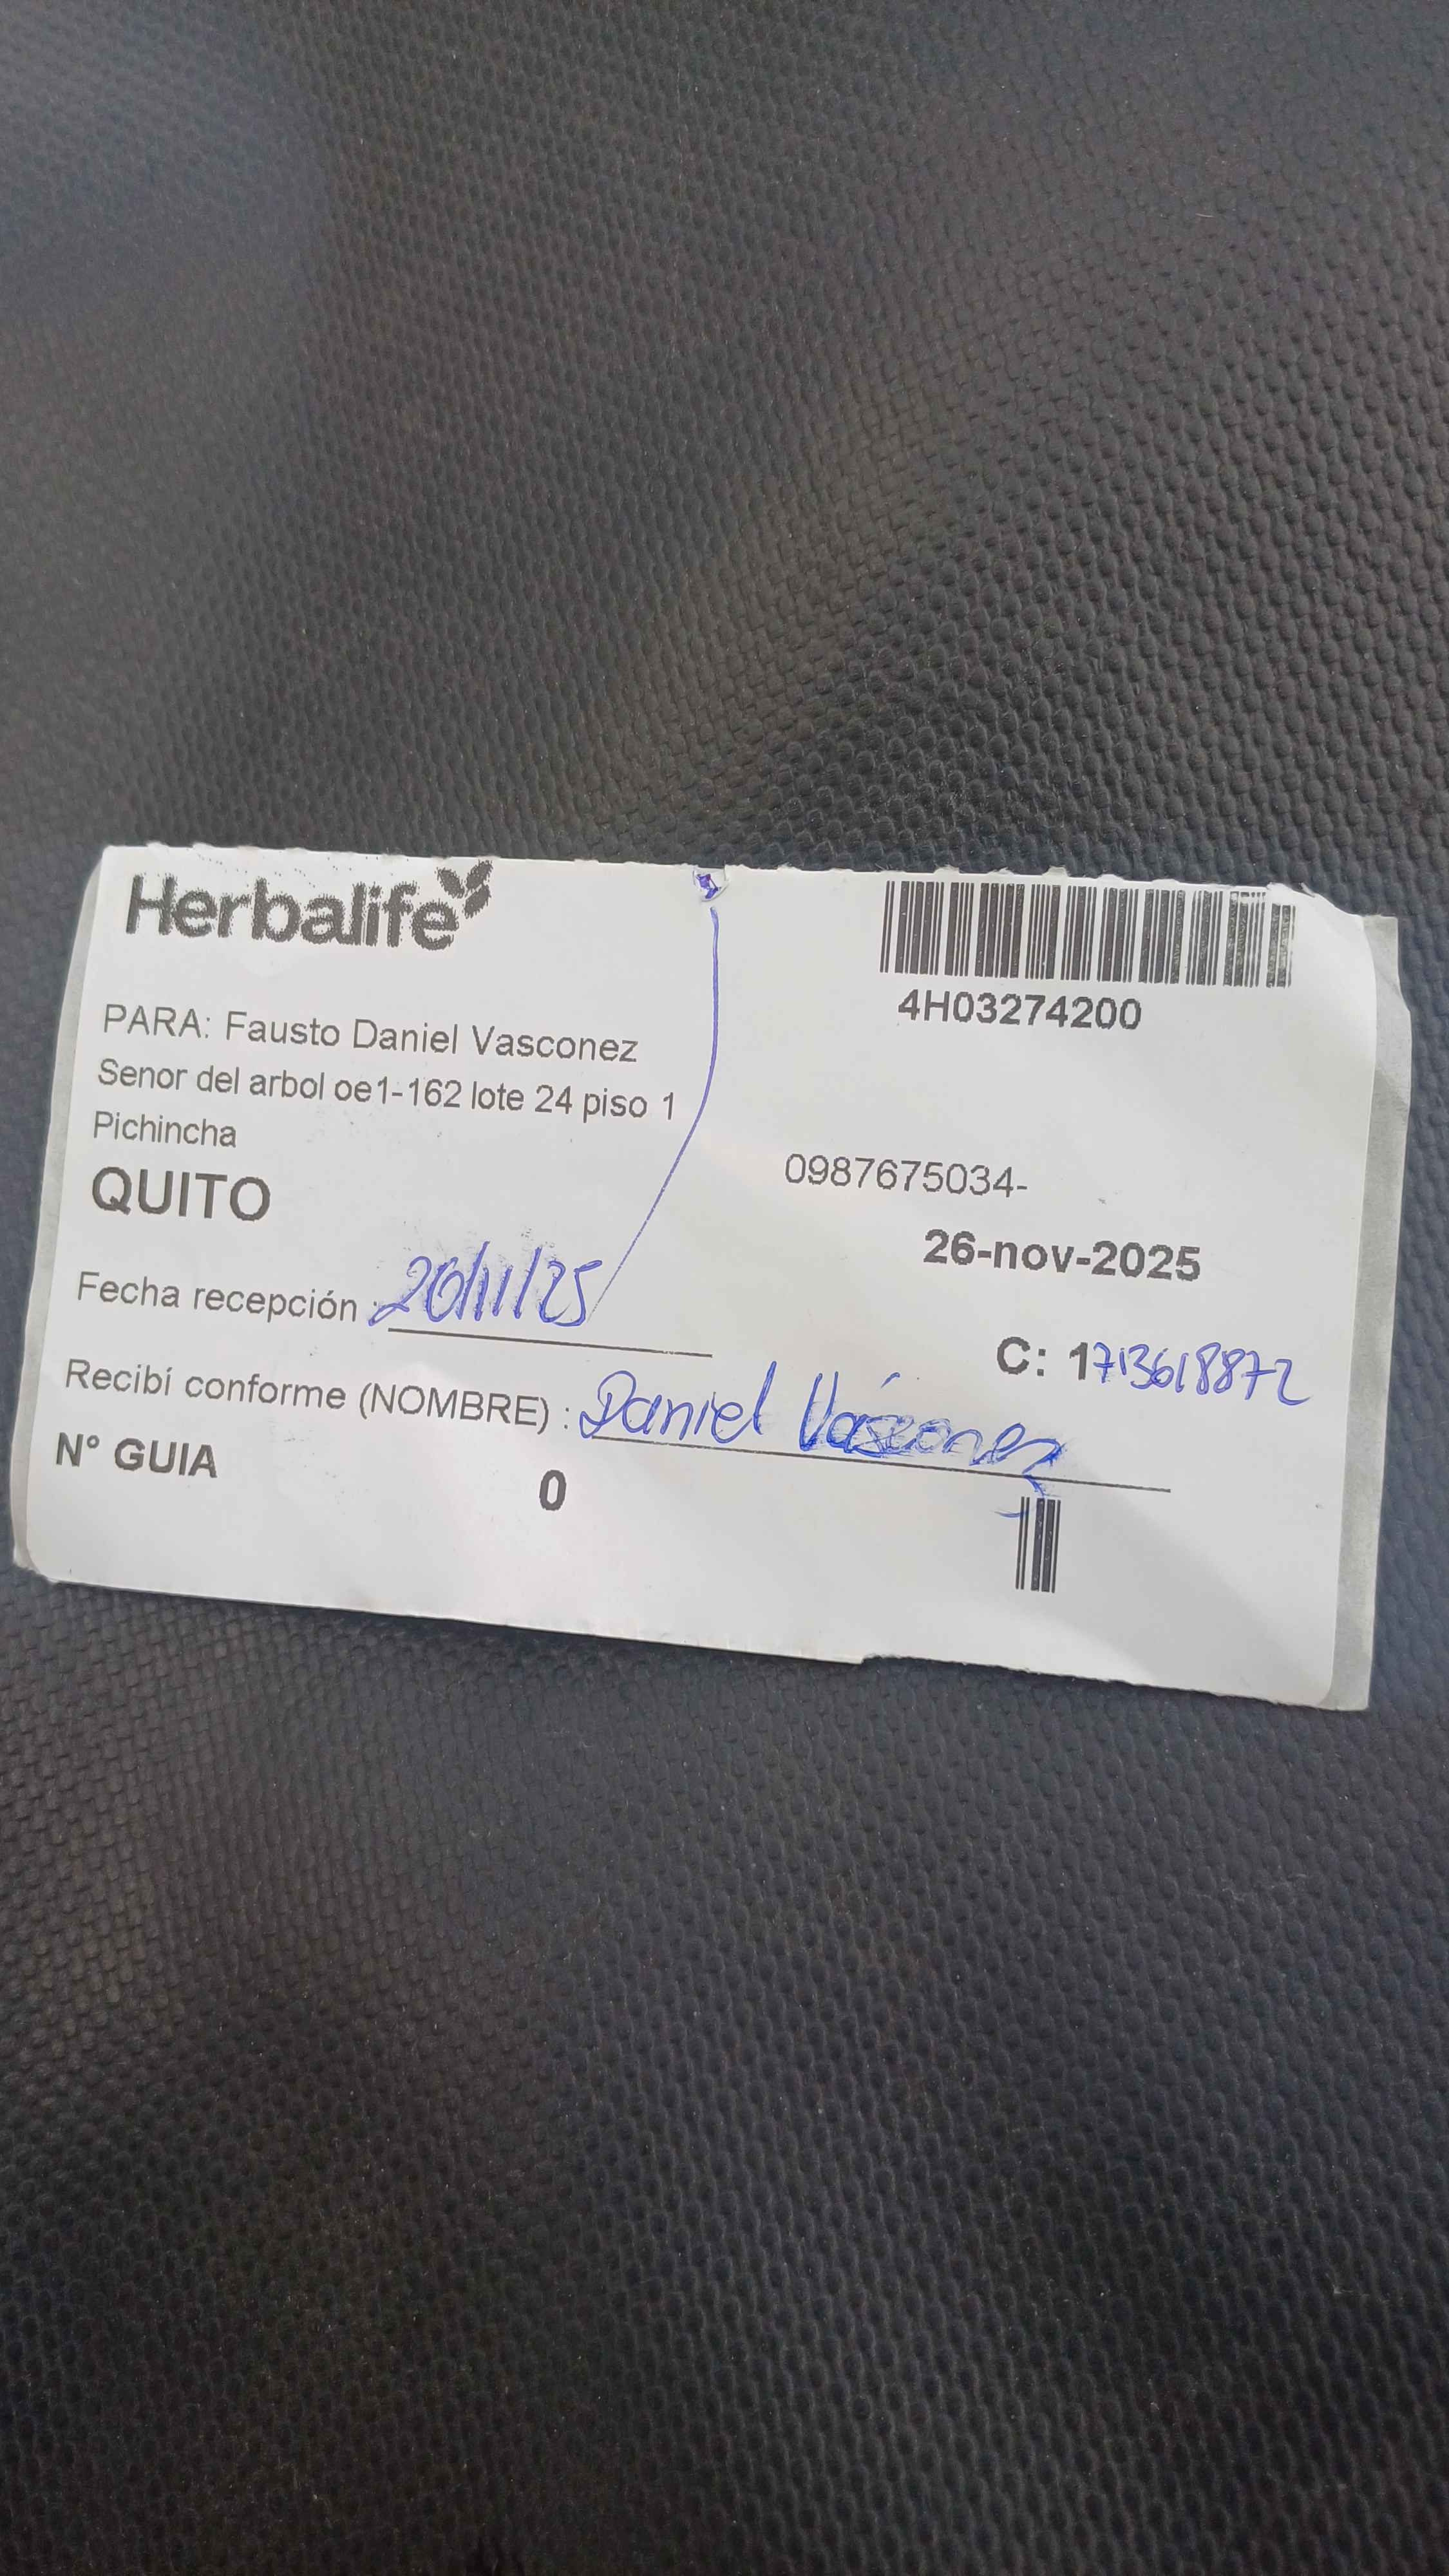 Herbalife
4H03274200
PARA: Fausto Daniel Vasconez
Senor del arbol oe1-162 lote 24 piso 1
Pichincha
0987675034-
QUITO
26-nov-2025
Fecha recepción : 26/11/25
C: 1713618872
Recibí conforme (NOMBRE) : Daniel Vásconez
N° GUIA
0